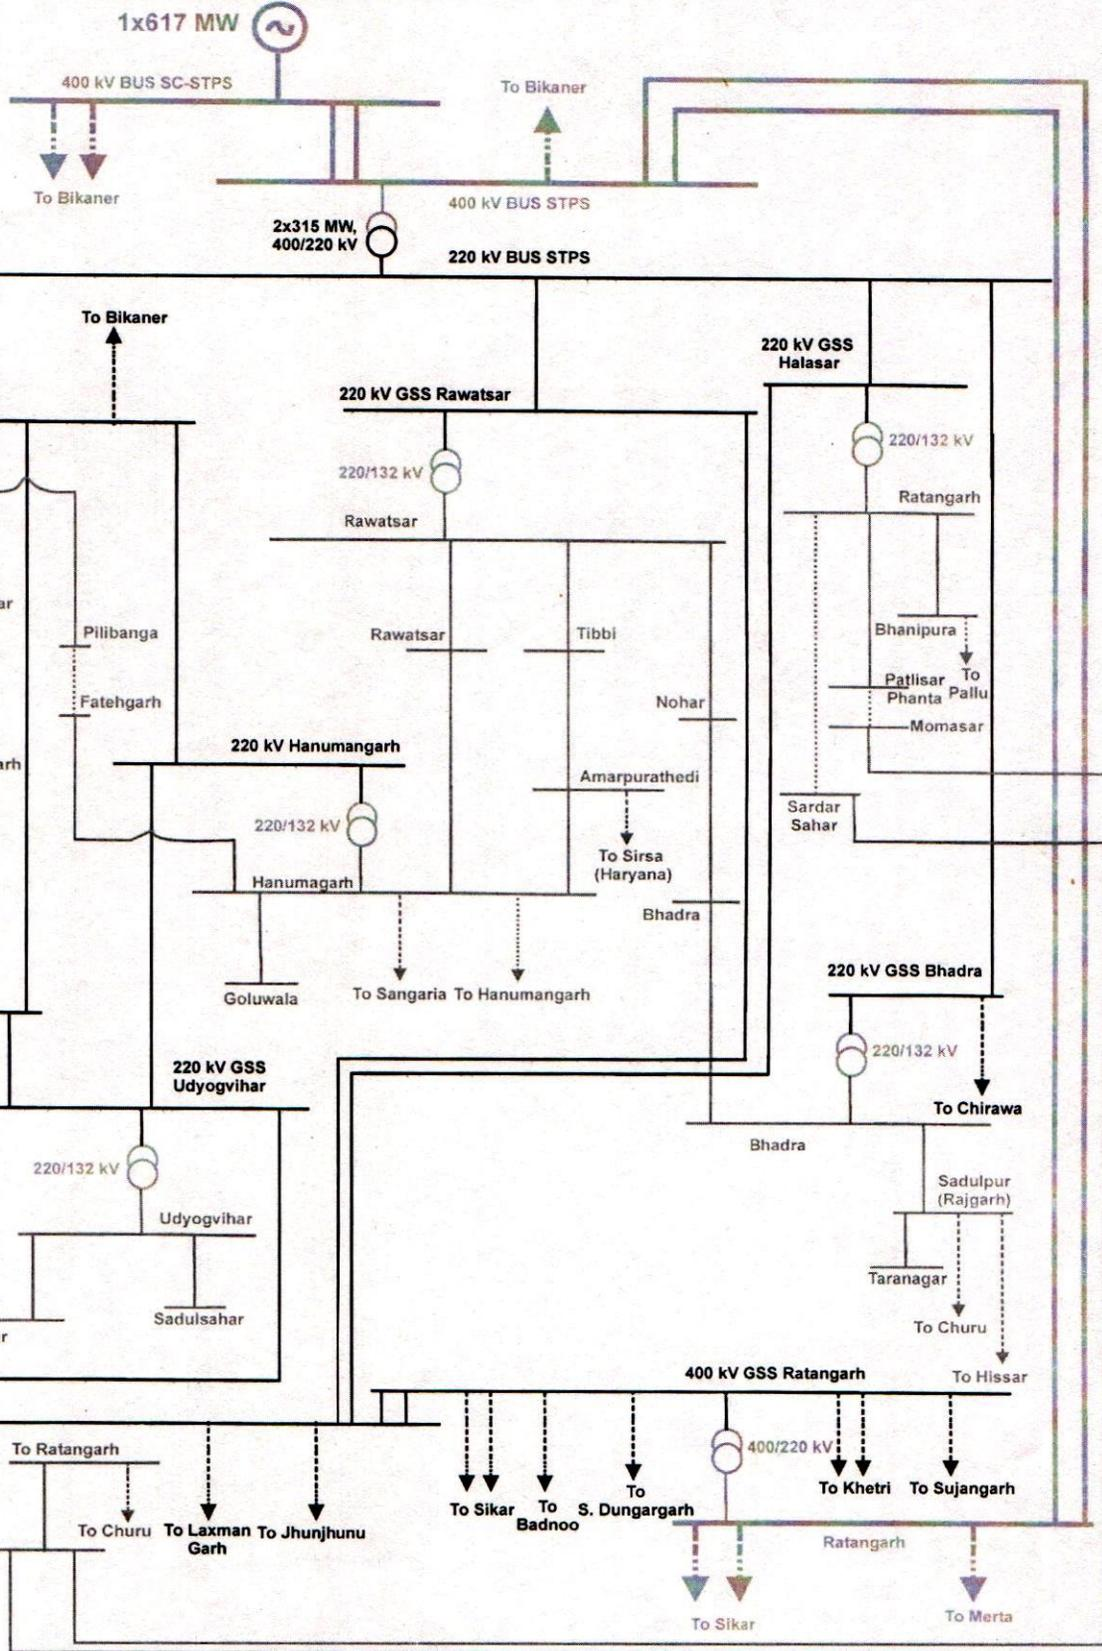 1x617 MW
400 kV BUS SC-STPS
To Bikaner
To Bikaner
400 kV BUS STPS
2x315 MW,
400/220 kV
220 kV BUS STPS
To Bikaner
220 kV GSS
Halasar
220 kV GSS Rawatsar
220/132 kV
220/132 kV
Ratangarh
Rawatsar
ar
Pilibanga
Rawatsar
Tibbi
Bhanipura
To
Pallu
Patlisar
Phanta
Fatehgarh
Nohar
Momasar
arh
220 kV Hanumangarh
Amarpurathedi
Sardar
Sahar
220/132 kV
To Sirsa
(Haryana)
Hanumagarh
Bhadra
Goluwala
To Sangaria
To Hanumangarh
220 kV GSS Bhadra
220/132 kV
220 kV GSS
Udyogvihar
To Chirawa
Bhadra
220/132 kV
Sadulpur
(Rajgarh)
Udyogvihar
Taranagar
Sadulsahar
r
To Churu
To Hissar
400 kV GSS Ratangarh
To Ratangarh
400/220 kV
To Khetri
To Sujangarh
To Sikar
To
Badnoo
To
S. Dungargarh
To Churu
To Laxman
Garh
To Jhunjhunu
Ratangarh
To Sikar
To Merta